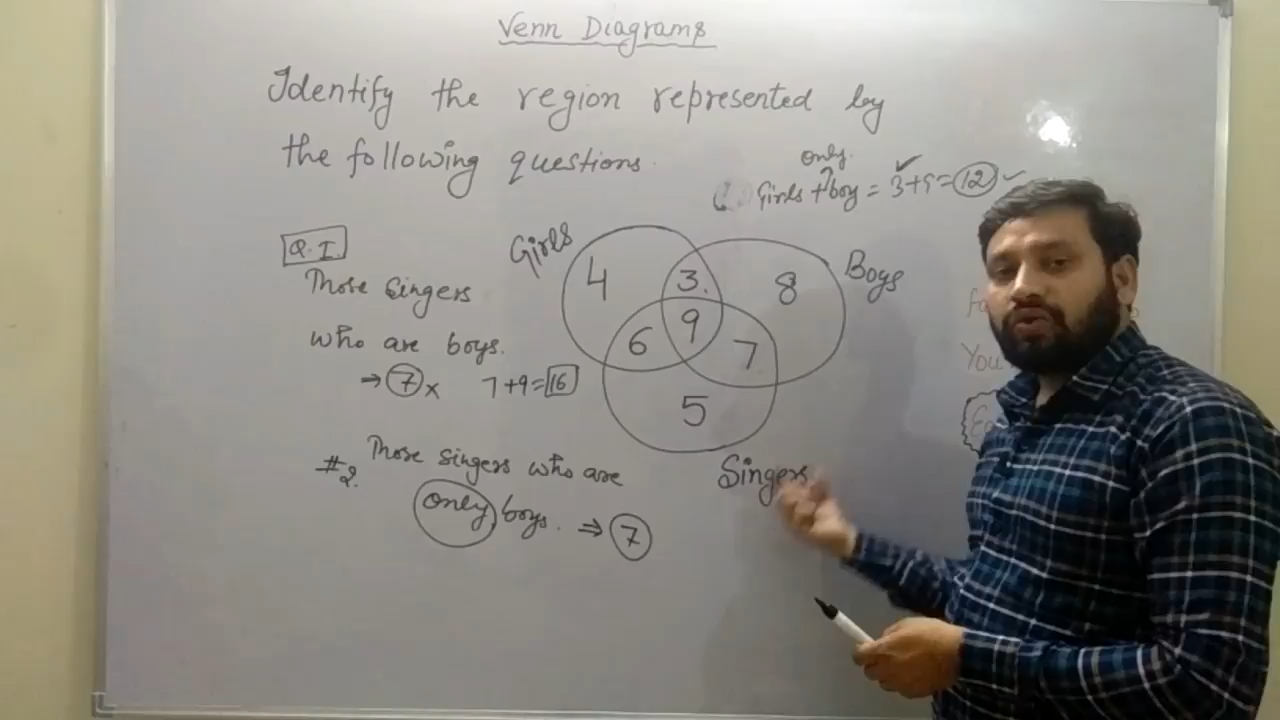 Venn Diagrams
Identify the region represented by
the following questions.
only
Girls + boy = 3+9=12
Q.1
Those Singers
who are boys.
⇒ 7 x 7+9=16
Girls
Boys
4 3. 8
9
6 7
5
Singers
#2. Those singers who are
only boys. ⇒ 7
You